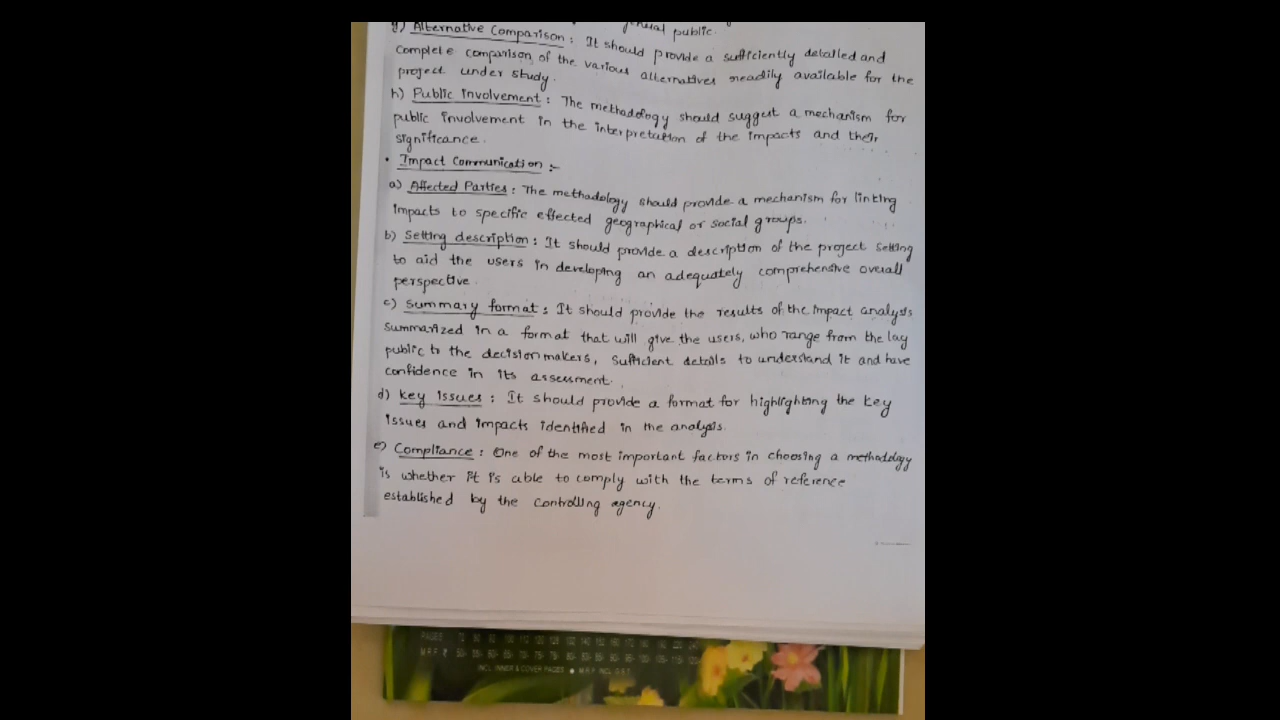 general public.
g) Alternative Comparison : It should provide a sufficiently detailed and
complete comparison of the various alternatives readily available for the
project under study.
h) Public involvement : The methodology should suggest a mechanism for
public involvement in the interpretation of the impacts and their
significance.
• Impact Communication :-
a) Affected Parties : The methodology should provide a mechanism for linking
impacts to specific effected geographical or social groups.
b) Setting description : It should provide a description of the project setting
to aid the users in developing an adequately comprehensive overall
perspective.
c) Summary format : It should provide the results of the impact analysis
summarized in a format that will give the users, who range from the lay
public to the decision makers, sufficient details to understand it and have
confidence in its assessment.
d) key issues : It should provide a format for highlighting the key
issues and impacts identified in the analysis.
e) Compliance : One of the most important factors in choosing a methodology
is whether it is able to comply with the terms of reference
established by the controlling agency.
PAGES
M.R.P. ₹
INCL. INNER & COVER PAGES ● M.R.P. INCL. G.S.T.